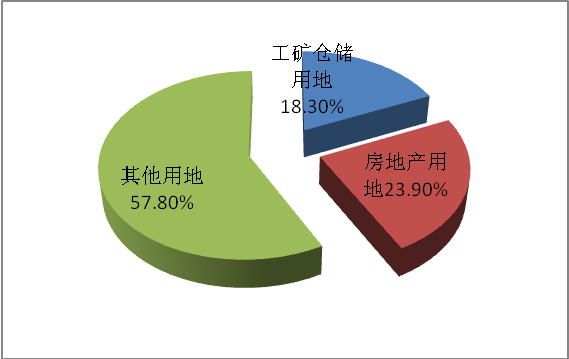 工矿仓储
用地
18.30%
房地产用
地23.90%
其他用地
57.80%